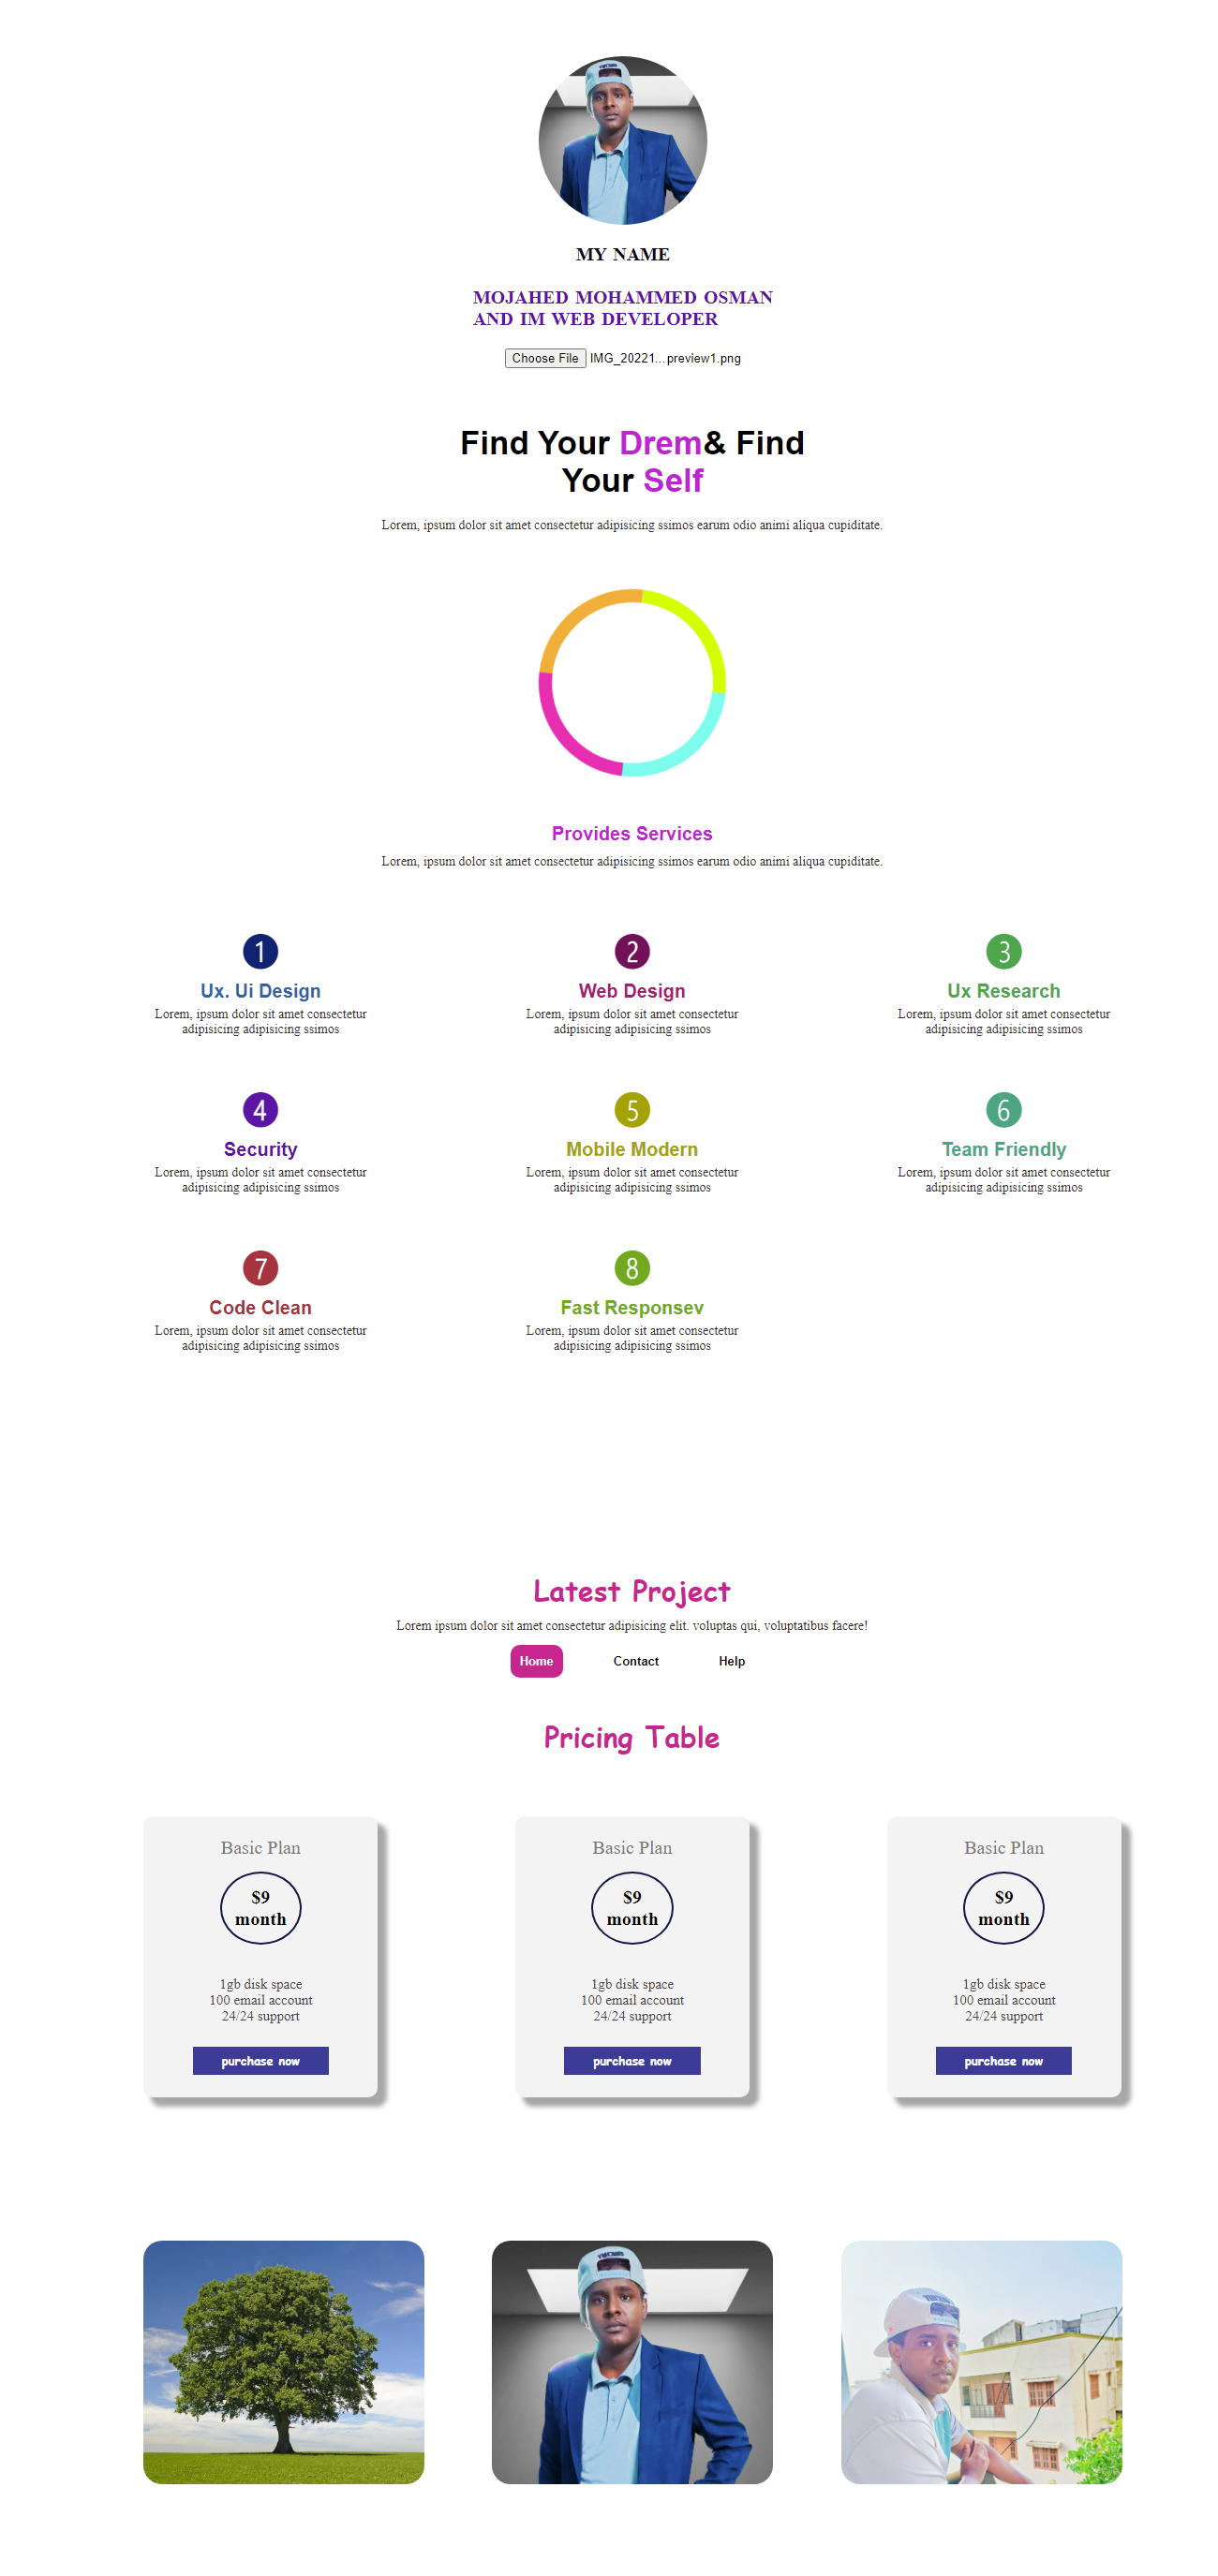 MY NAME
MOJAHED MOHAMMED OSMAN
AND IM WEB DEVELOPER
Choose File IMG_20221...preview1.png
Find Your Drem& Find
Your Self
Lorem, ipsum dolor sit amet consectetur adipisicing ssimos earum odio animi aliqua cupiditate.
Provides Services
Lorem, ipsum dolor sit amet consectetur adipisicing ssimos earum odio animi aliqua cupiditate.
1
Ux. Ui Design
Lorem, ipsum dolor sit amet consectetur
adipisicing adipisicing ssimos
2
Web Design
Lorem, ipsum dolor sit amet consectetur
adipisicing adipisicing ssimos
3
Ux Research
Lorem, ipsum dolor sit amet consectetur
adipisicing adipisicing ssimos
4
Security
Lorem, ipsum dolor sit amet consectetur
adipisicing adipisicing ssimos
5
Mobile Modern
Lorem, ipsum dolor sit amet consectetur
adipisicing adipisicing ssimos
6
Team Friendly
Lorem, ipsum dolor sit amet consectetur
adipisicing adipisicing ssimos
7
Code Clean
Lorem, ipsum dolor sit amet consectetur
adipisicing adipisicing ssimos
8
Fast Responsev
Lorem, ipsum dolor sit amet consectetur
adipisicing adipisicing ssimos
Latest Project
Lorem ipsum dolor sit amet consectetur adipisicing elit. voluptas qui, voluptatibus facere!
Home Contact Help
Pricing Table
Basic Plan
$9
month
1gb disk space
100 email account
24/24 support
purchase now
Basic Plan
$9
month
1gb disk space
100 email account
24/24 support
purchase now
Basic Plan
$9
month
1gb disk space
100 email account
24/24 support
purchase now